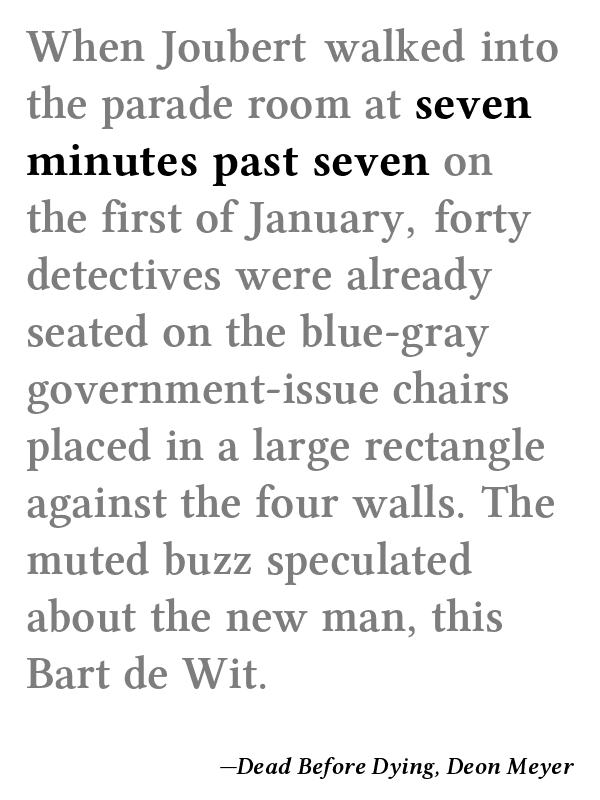 When Joubert walked into
the parade room at seven
minutes past seven on
the first of January, forty
detectives were already
seated on the blue-gray
government-issue chairs
placed in a large rectangle
against the four walls. The
muted buzz speculated
about the new man, this
Bart de Wit.
—Dead Before Dying, Deon Meyer